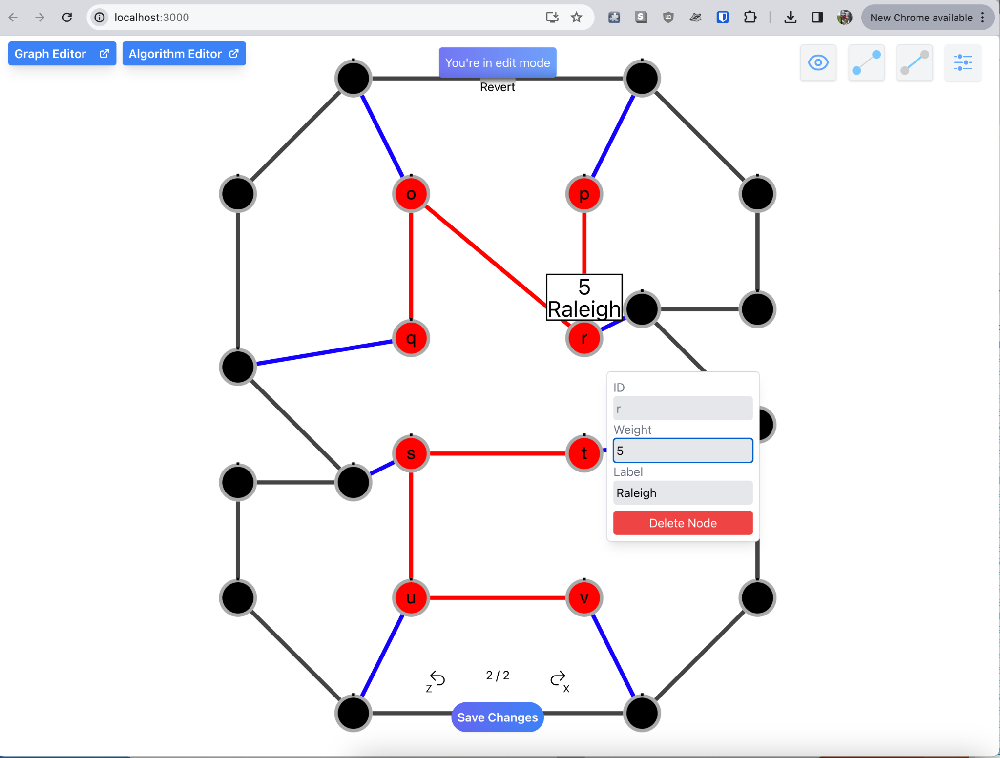 localhost:3000
New Chrome available
Graph Editor
Algorithm Editor
You're in edit mode
Revert
o
p
5
Raleigh
q
r
ID
r
Weight
5
Label
Raleigh
Delete Node
s
t
u
v
2 / 2
Z
X
Save Changes